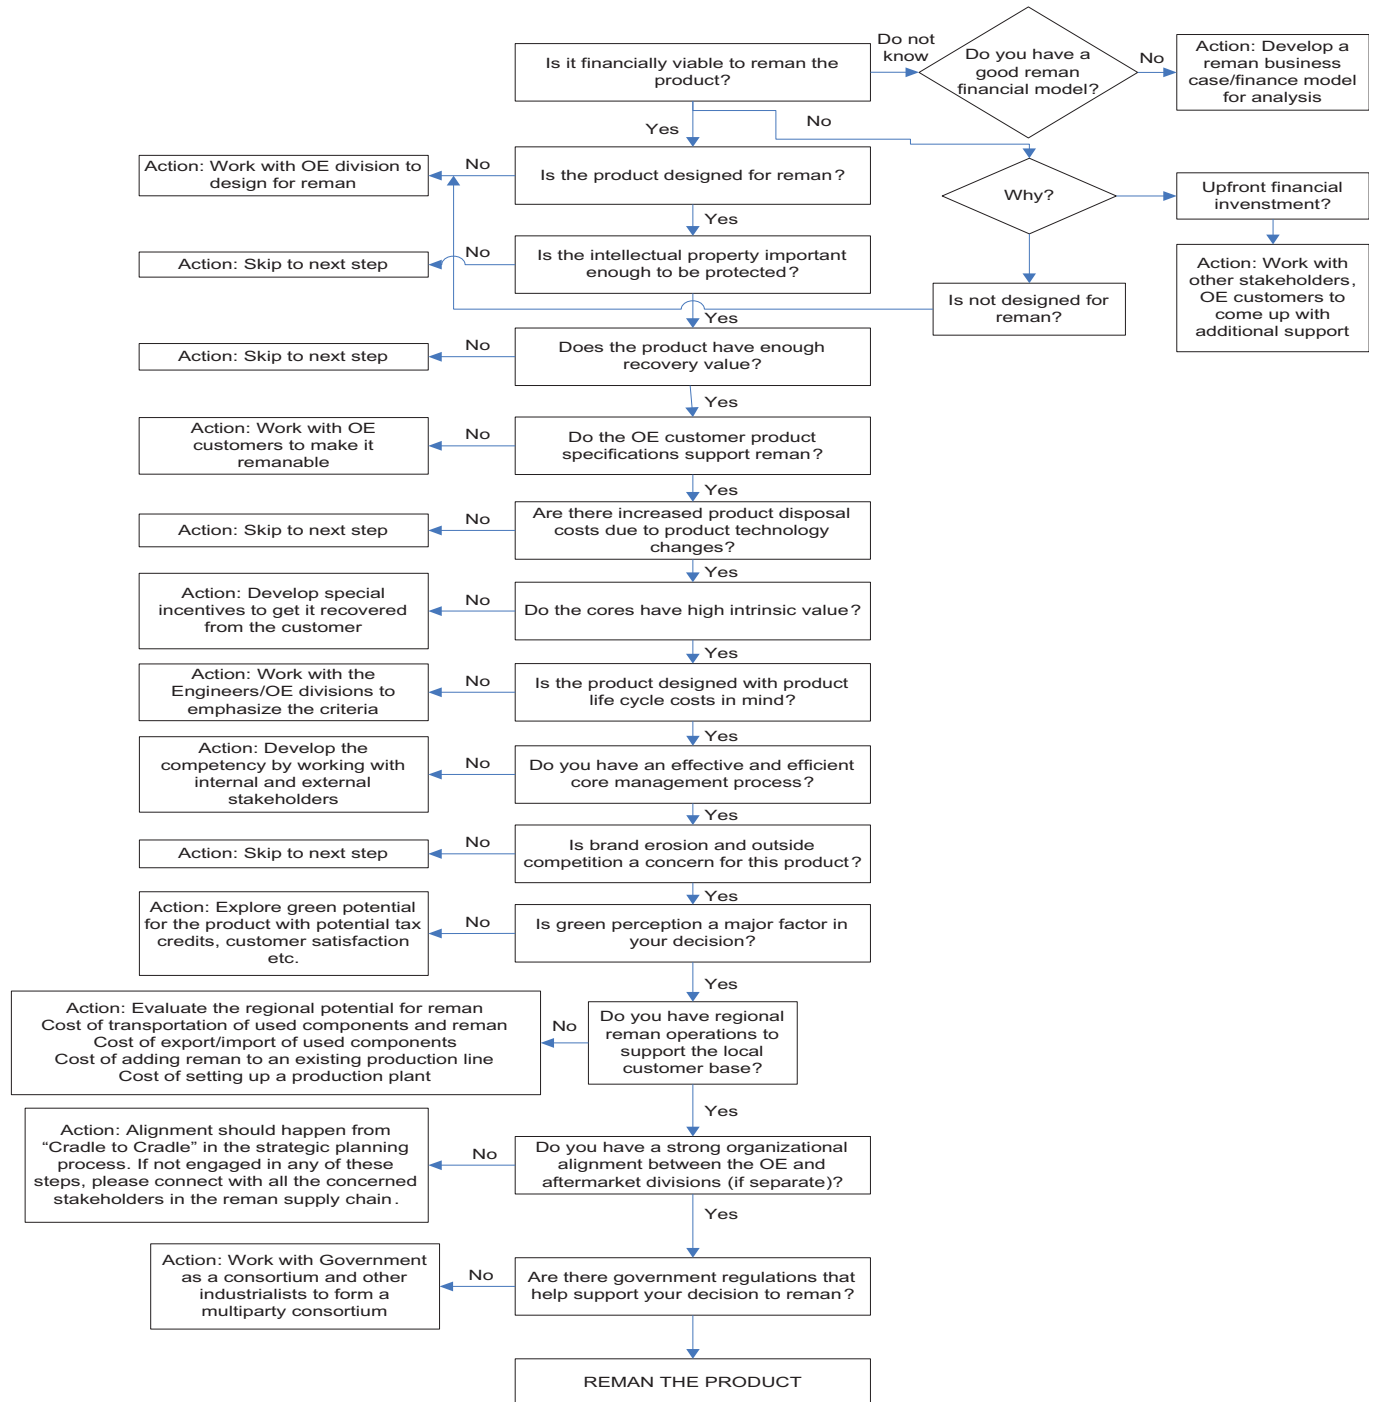 Is it financially viable to reman the
product?
Do not
know
Do you have a
good reman
financial model?
No
Action: Develop a
reman business
case/finance model
for analysis
Yes
No
Action: Work with OE division to
design for reman
No
Is the product designed for reman?
Why?
Upfront financial
invenstment?
Yes
Action: Skip to next step
No
Is the intellectual property important
enough to be protected?
Action: Work with
other stakeholders,
OE customers to
come up with
additional support
Is not designed for
reman?
Yes
Action: Skip to next step
No
Does the product have enough
recovery value?
Yes
Action: Work with OE
customers to make it
remanable
No
Do the OE customer product
specifications support reman?
Yes
Action: Skip to next step
No
Are there increased product disposal
costs due to product technology
changes?
Yes
Action: Develop special
incentives to get it recovered
from the customer
No
Do the cores have high intrinsic value?
Yes
Action: Work with the
Engineers/OE divisions to
emphasize the criteria
No
Is the product designed with product
life cycle costs in mind?
Yes
Action: Develop the
competency by working with
internal and external
stakeholders
No
Do you have an effective and efficient
core management process?
Yes
Action: Skip to next step
No
Is brand erosion and outside
competition a concern for this product?
Yes
Action: Explore green potential
for the product with potential tax
credits, customer satisfaction
etc.
No
Is green perception a major factor in
your decision?
Yes
Action: Evaluate the regional potential for reman
Cost of transportation of used components and reman
Cost of export/import of used components
Cost of adding reman to an existing production line
Cost of setting up a production plant
No
Do you have regional
reman operations to
support the local
customer base?
Yes
Action: Alignment should happen from
“Cradle to Cradle” in the strategic planning
process. If not engaged in any of these
steps, please connect with all the concerned
stakeholders in the reman supply chain.
No
Do you have a strong organizational
alignment between the OE and
aftermarket divisions (if separate)?
Yes
Action: Work with Government
as a consortium and other
industrialists to form a
multiparty consortium
No
Are there government regulations that
help support your decision to reman?
REMAN THE PRODUCT